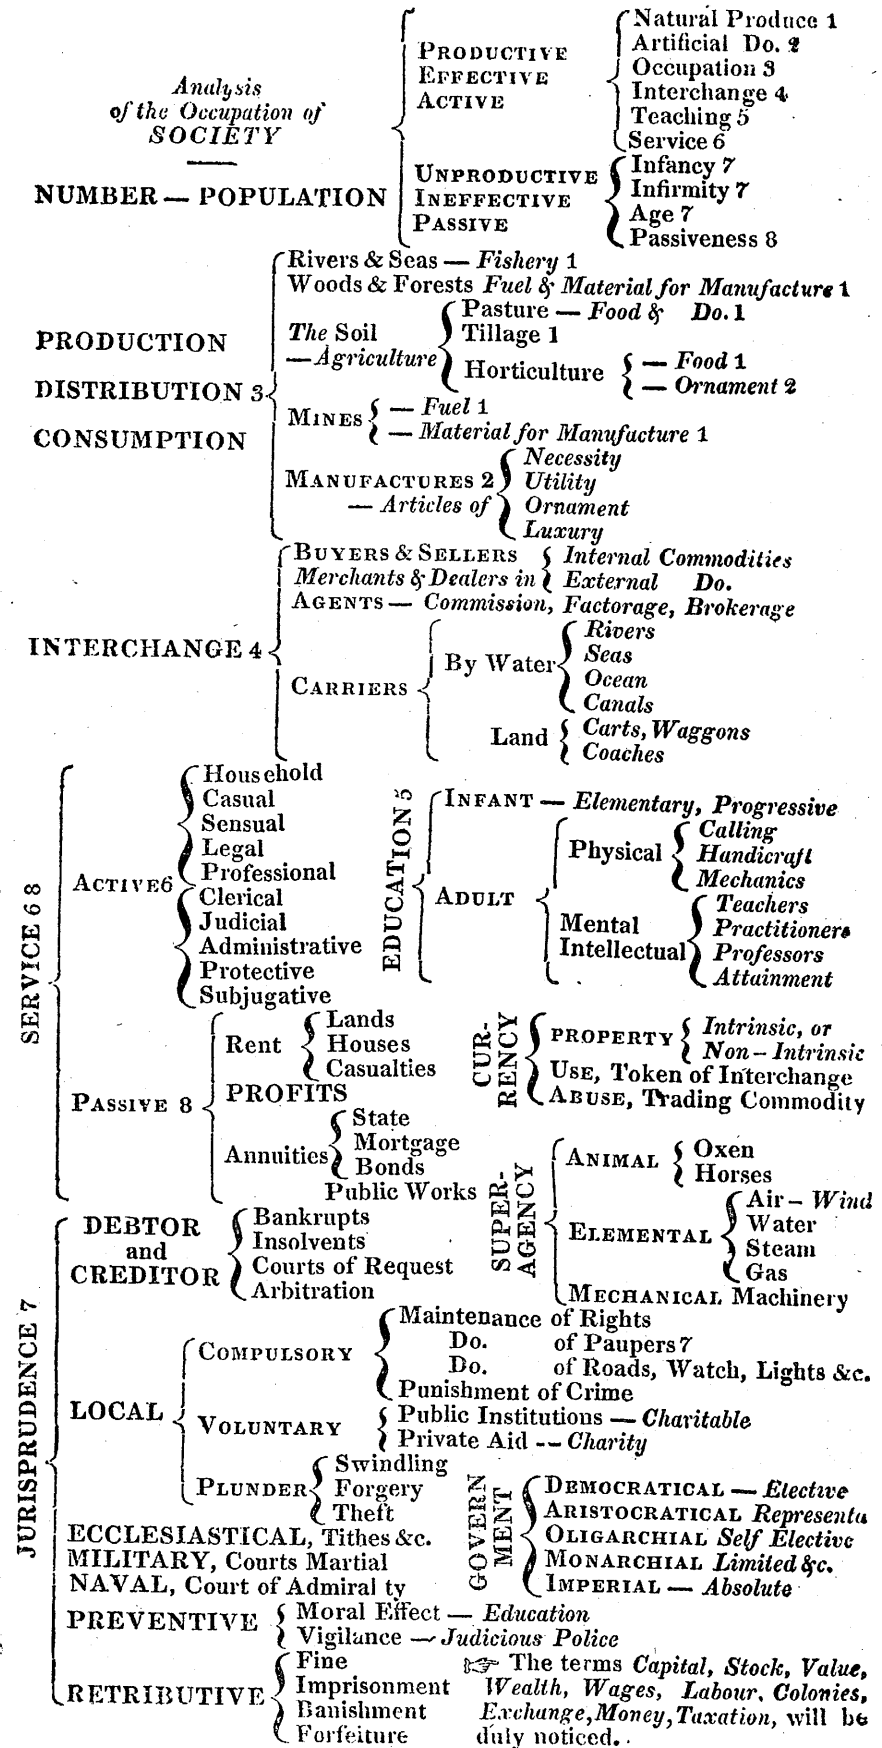 Analysis
of the Occupation of
SOCIETY
NUMBER — POPULATION
PRODUCTIVE
EFFECTIVE
ACTIVE
Natural Produce 1
Artificial Do. 2
Occupation 3
Interchange 4
Teaching 5
Service 6
UNPRODUCTIVE
INEFFECTIVE
PASSIVE
Infancy 7
Infirmity 7
Age 7
Passiveness 8
PRODUCTION
DISTRIBUTION 3
CONSUMPTION
Rivers & Seas — Fishery 1
Woods & Forests Fuel & Material for Manufacture 1
The Soil
— Agriculture
Pasture — Food & Do. 1
Tillage 1
Horticulture
— Food 1
— Ornament 2
MINES
— Fuel 1
— Material for Manufacture 1
MANUFACTURES 2
— Articles of
Necessity
Utility
Ornament
Luxury
INTERCHANGE 4
BUYERS & SELLERS
Merchants & Dealers in
Internal Commodities
External Do.
AGENTS — Commission, Factorage, Brokerage
CARRIERS
By Water
Rivers
Seas
Ocean
Canals
Land
Carts, Waggons
Coaches
SERVICE 6 8
ACTIVE 6
Household
Casual
Sensual
Legal
Professional
Clerical
Judicial
Administrative
Protective
Subjugative
PASSIVE 8
Rent
Lands
Houses
Casualties
PROFITS
Annuities
State
Mortgage
Bonds
Public Works
EDUCATION 5
INFANT — Elementary, Progressive
ADULT
Physical
Calling
Handicraft
Mechanics
Mental
Intellectual
Teachers
Practitioners
Professors
Attainment
CUR-
RENCY
PROPERTY
Intrinsic, or
Non-Intrinsic
USE, Token of Interchange
ABUSE, Trading Commodity
SUPER-
AGENCY
ANIMAL
Oxen
Horses
ELEMENTAL
Air — Wind
Water
Steam
Gas
MECHANICAL Machinery
JURISPRUDENCE 7
DEBTOR
and
CREDITOR
Bankrupts
Insolvents
Courts of Request
Arbitration
LOCAL
COMPULSORY
Maintenance of Rights
Do. of Paupers 7
Do. of Roads, Watch, Lights &c.
Punishment of Crime
VOLUNTARY
Public Institutions — Charitable
Private Aid -- Charity
PLUNDER
Swindling
Forgery
Theft
ECCLESIASTICAL, Tithes &c.
MILITARY, Courts Martial
NAVAL, Court of Admiral ty
PREVENTIVE
Moral Effect — Education
Vigilance — Judicious Police
RETRIBUTIVE
Fine
Imprisonment
Banishment
Forfeiture
GOVERN
MENT
DEMOCRATICAL — Elective
ARISTOCRATICAL Representa
OLIGARCHIAL Self Elective
MONARCHIAL Limited &c.
IMPERIAL — Absolute
☞ The terms Capital, Stock, Value,
Wealth, Wages, Labour, Colonies,
Exchange, Money, Taxation, will be
duly noticed.